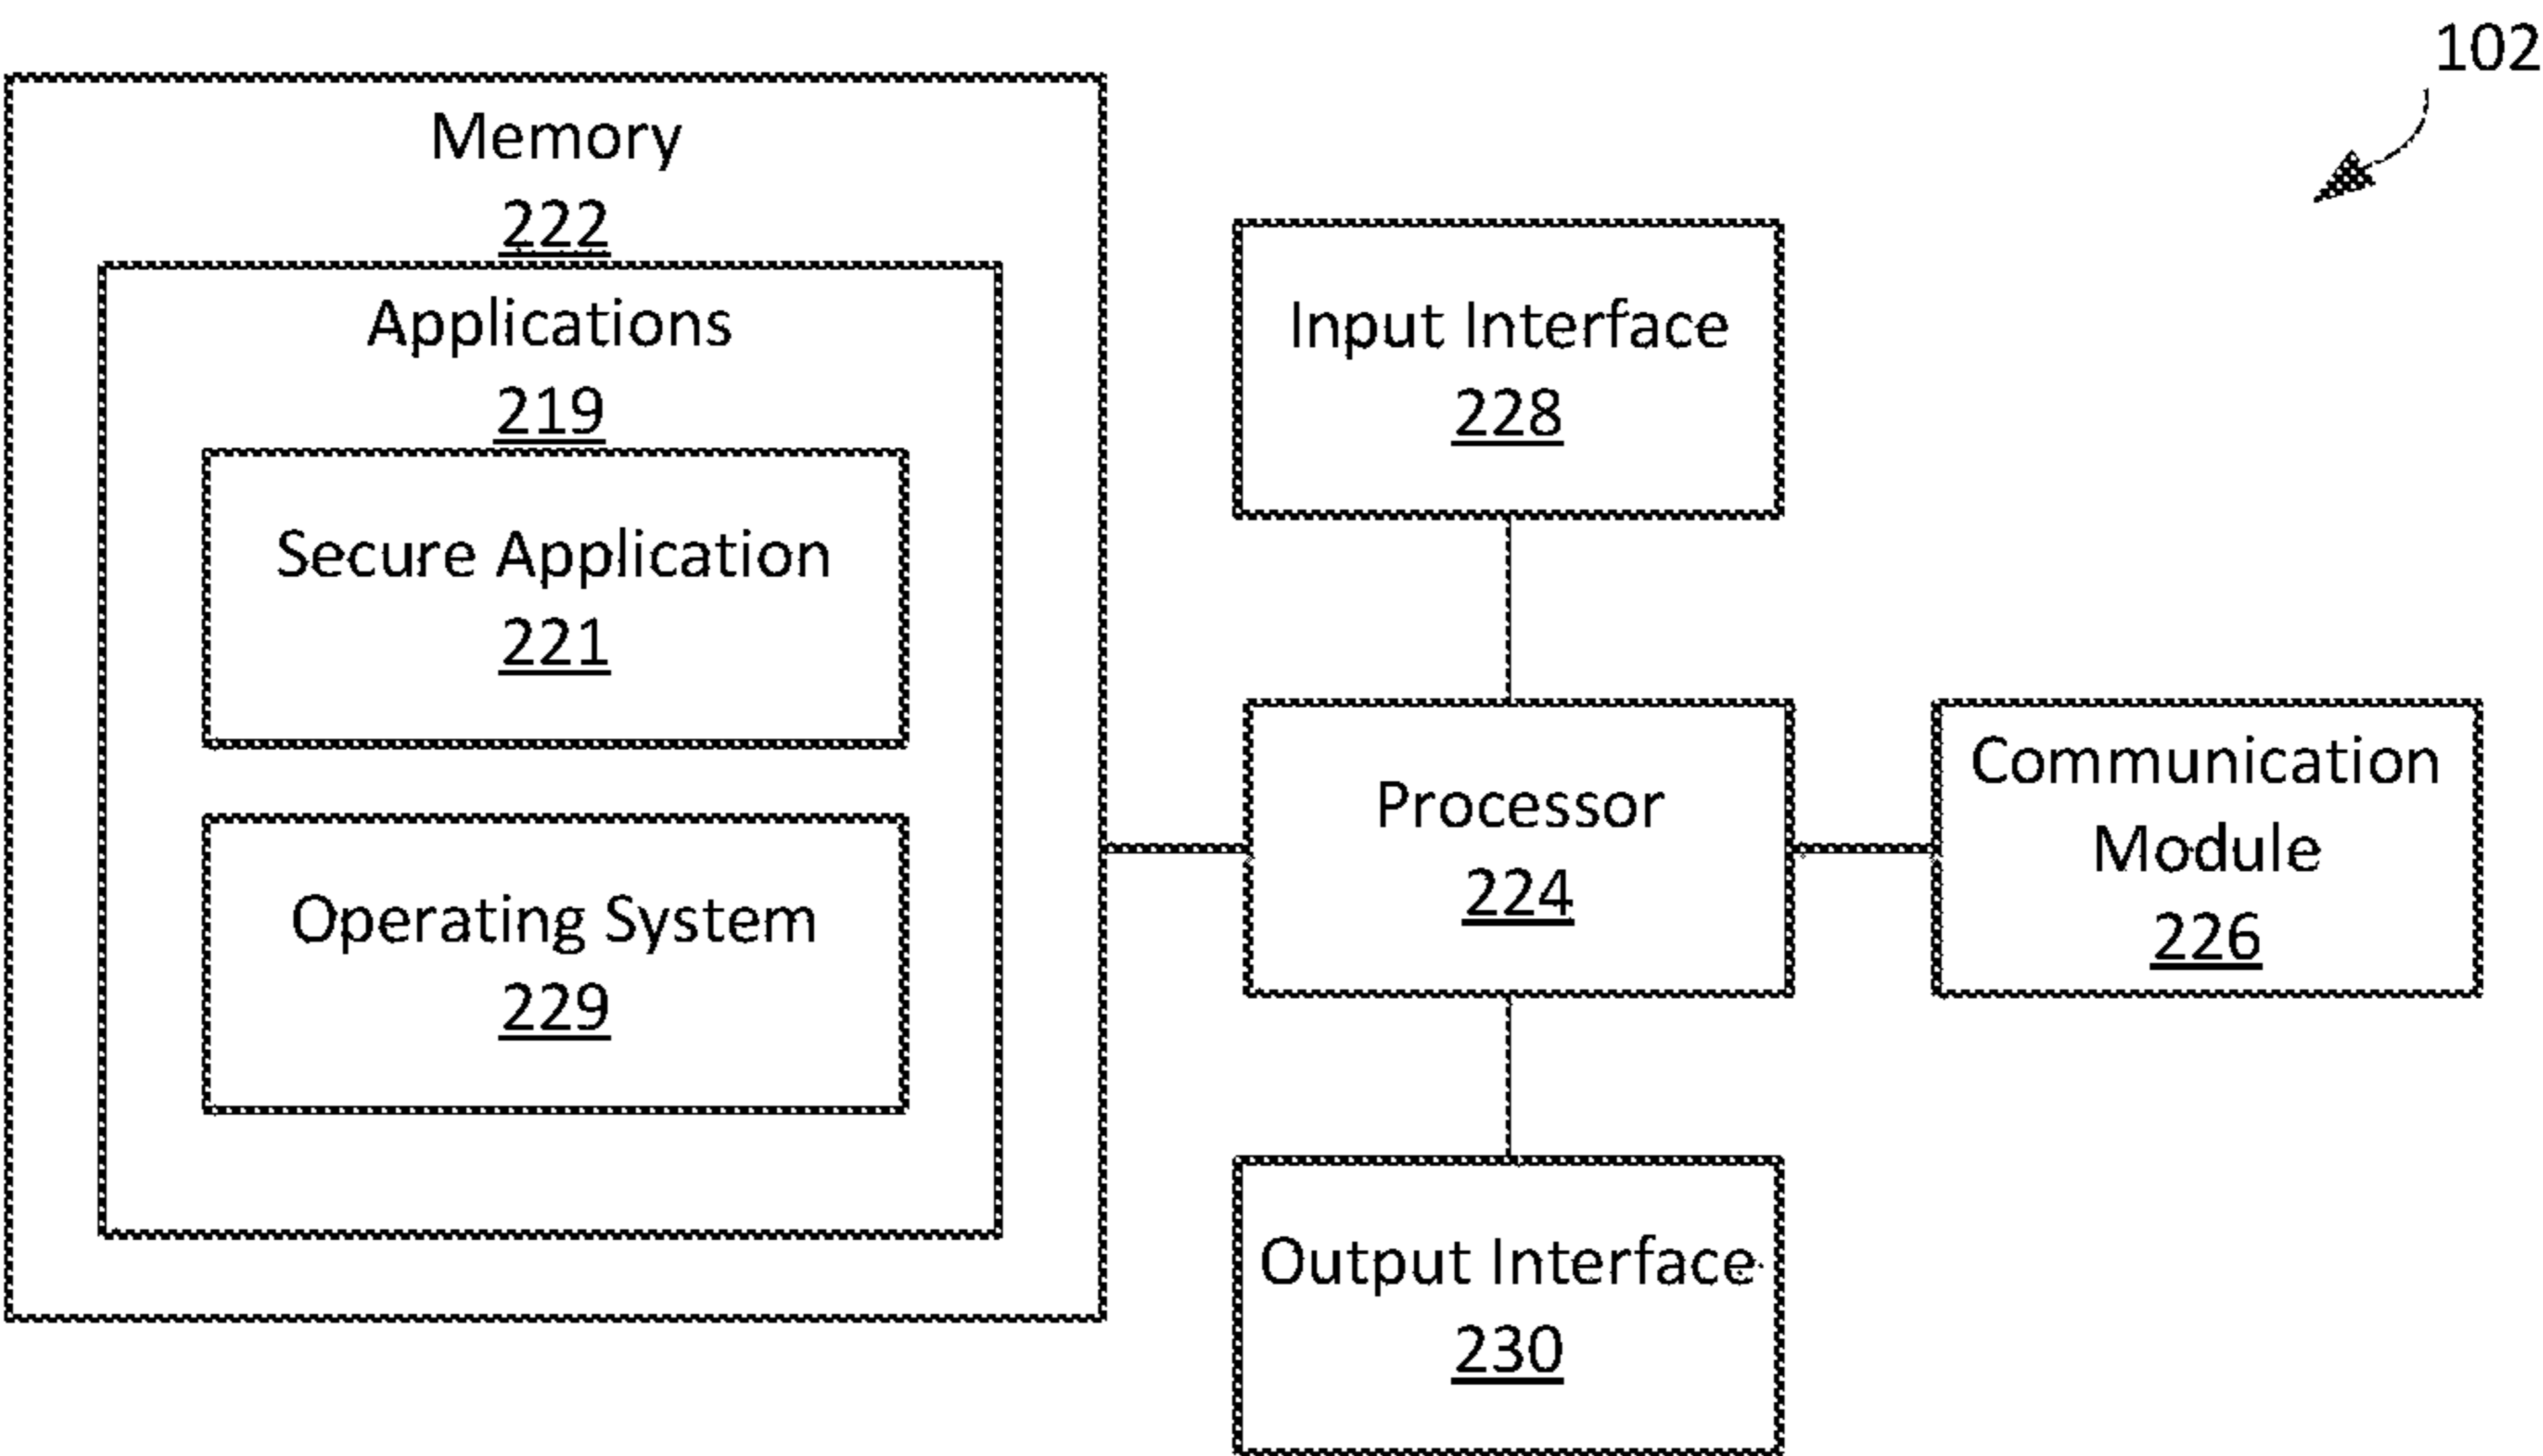 102
Memory
222
Applications
219
Secure Application
221
Operating System
229
Input Interface
228
Processor
224
Communication
Module
226
Output Interface
230